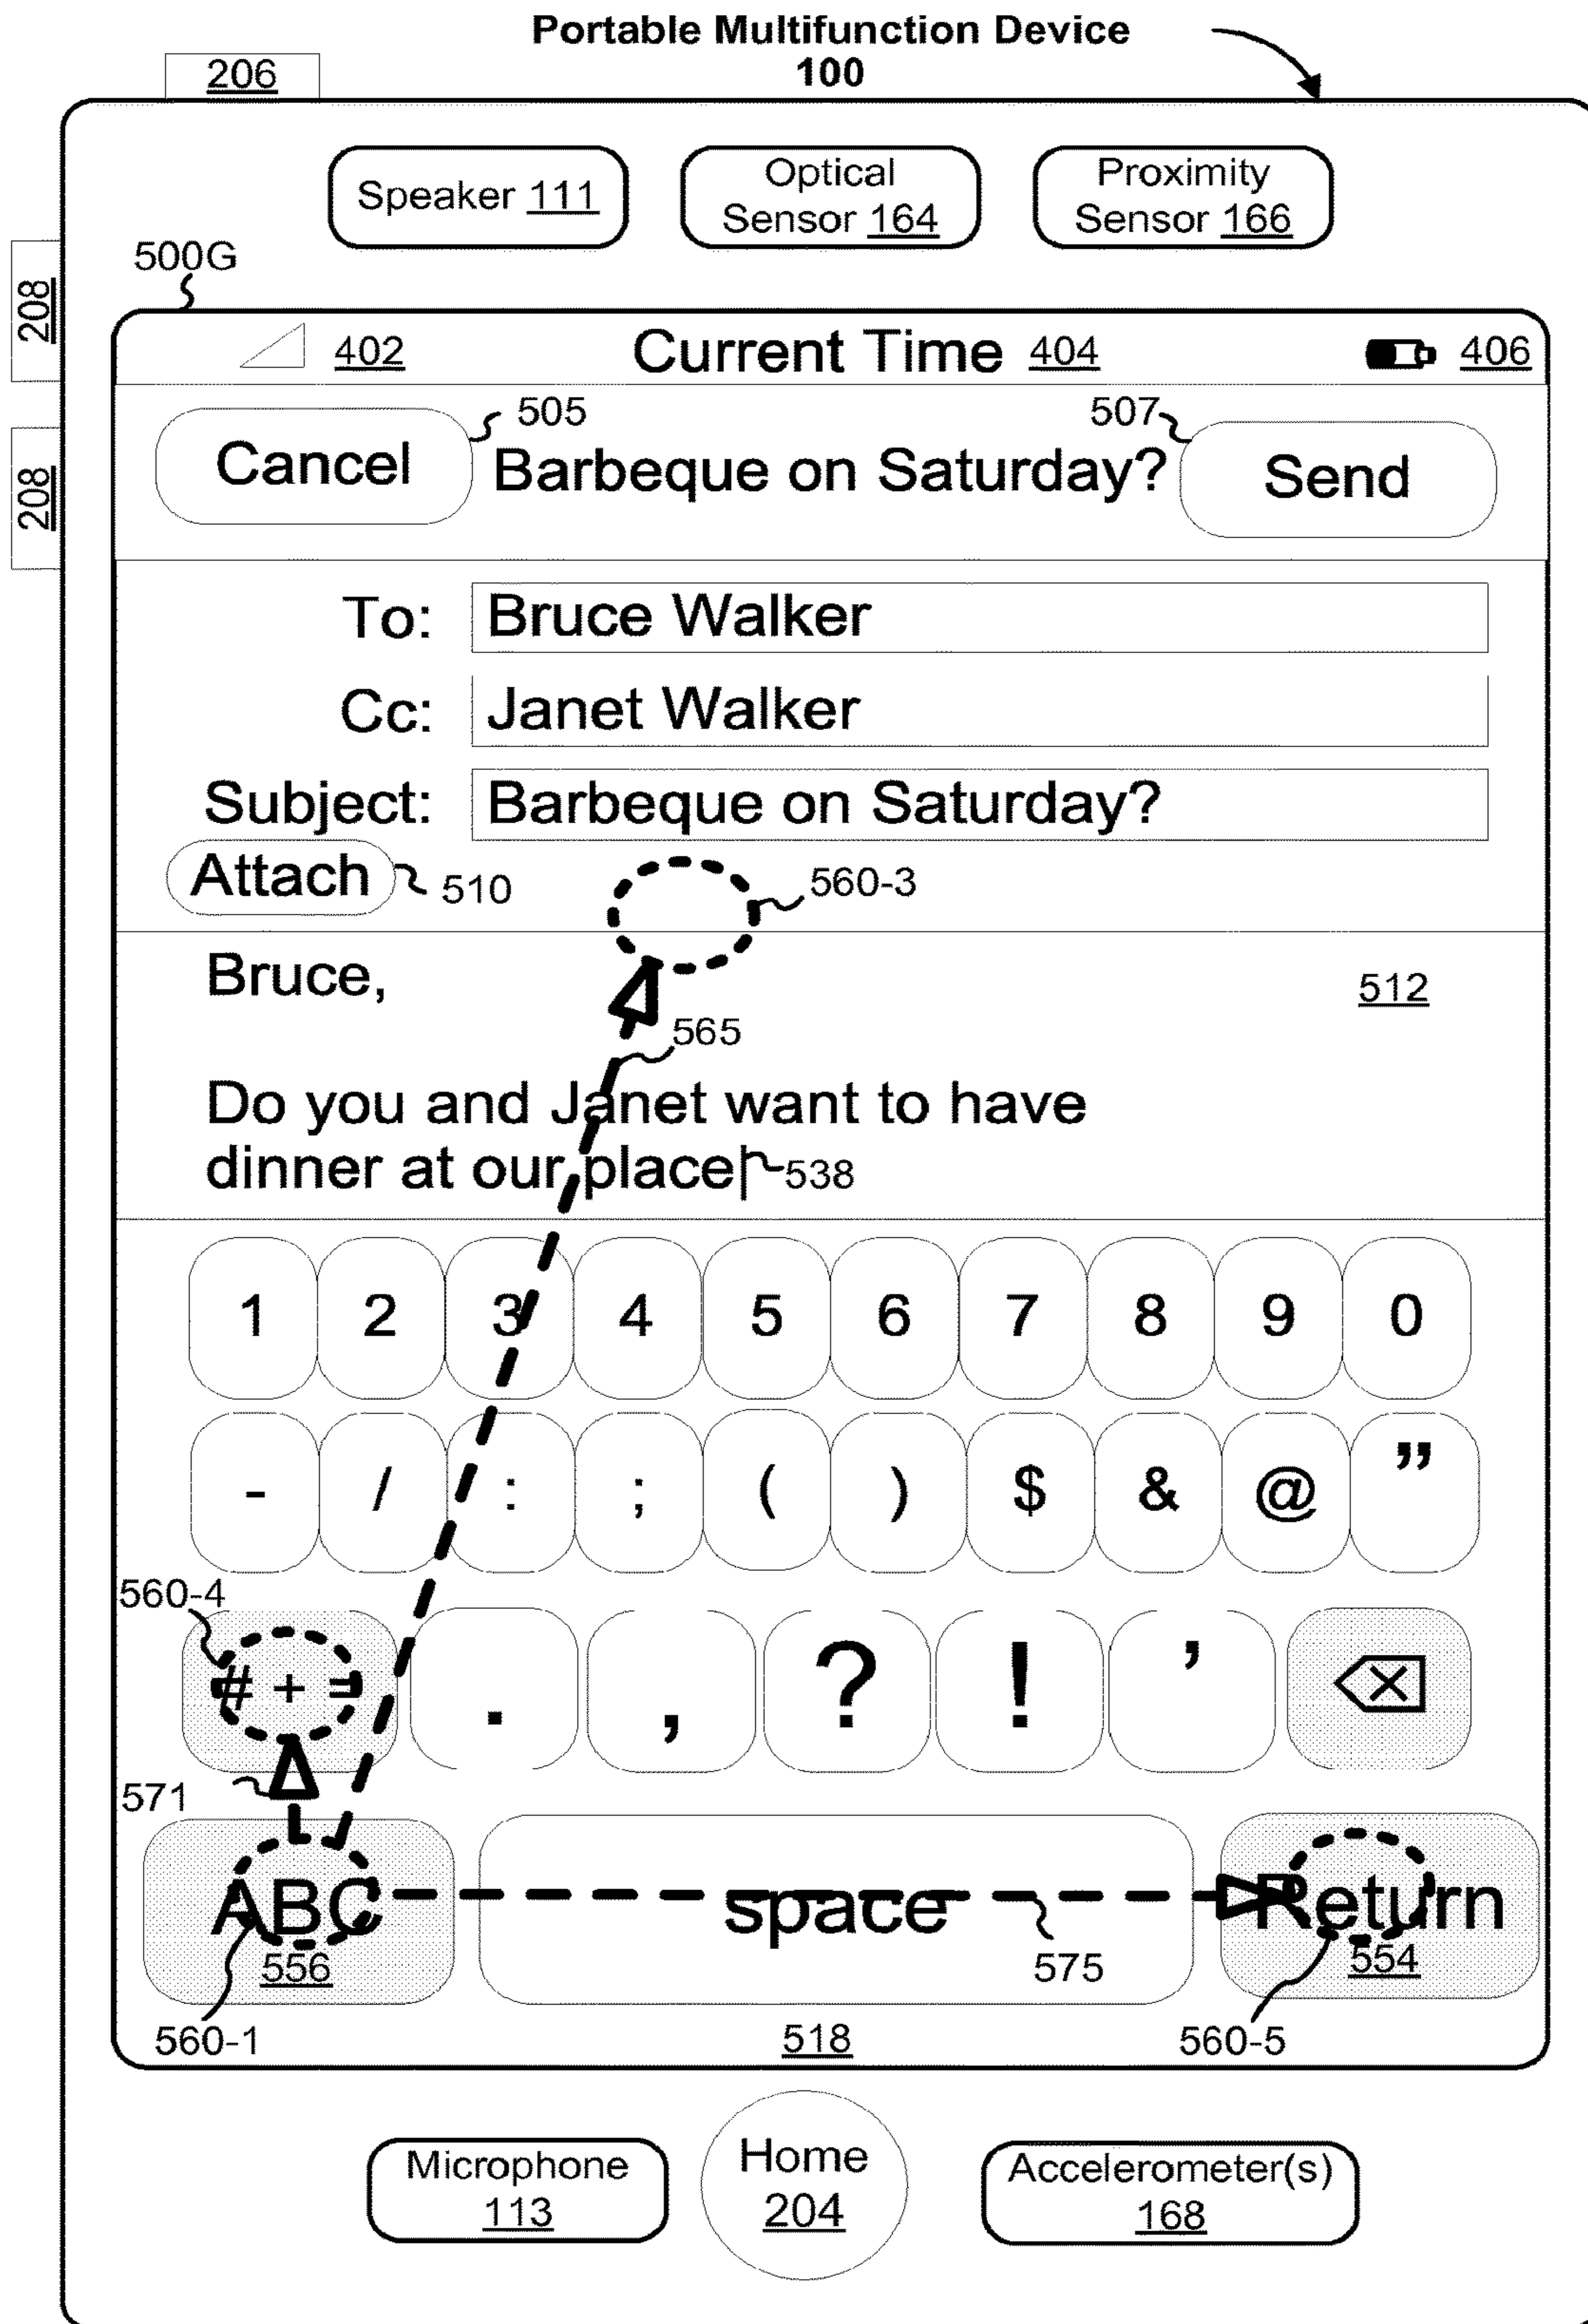 Portable Multifunction Device
100
206
Speaker 111
Optical
Sensor 164
Proximity
Sensor 166
500G
208
208
402
Current Time 404
406
505
507
Cancel
Barbeque on Saturday?
Send
To:
Bruce Walker
Cc:
Janet Walker
Subject:
Barbeque on Saturday?
Attach
510
560-3
Bruce,
512
565
Do you and Janet want to have
dinner at our place
538
1 2 3 4 5 6 7 8 9 0
- / : ; ( ) $ & @ ”
560-4
# + = . , ? ! ’
571
ABC
space
Return
556
575
554
560-1
518
560-5
Microphone
113
Home
204
Accelerometer(s)
168